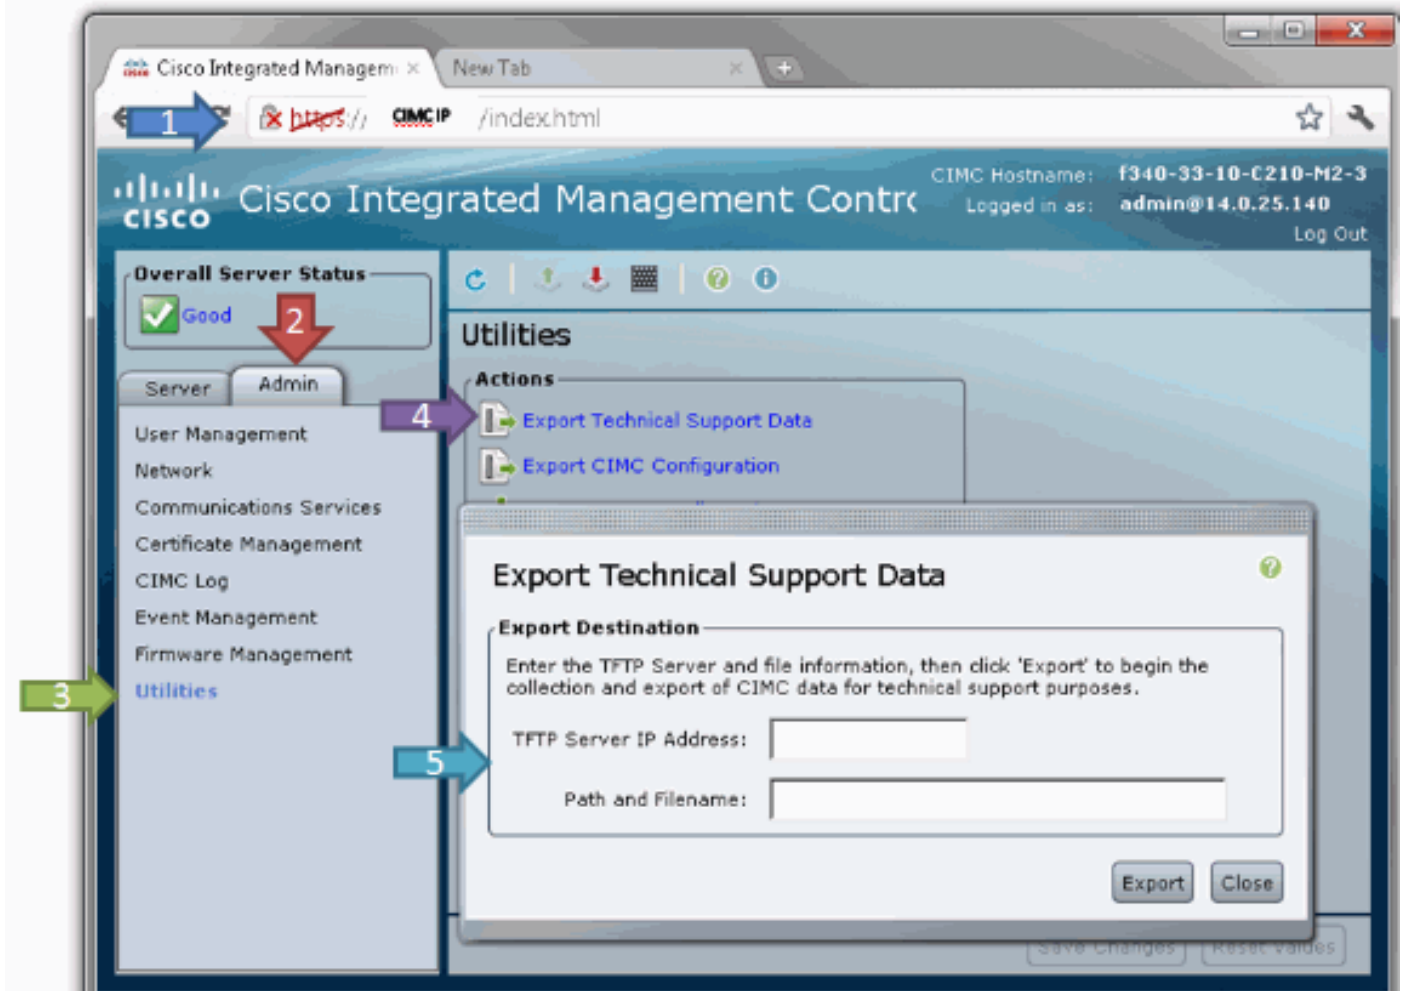 Cisco Integrated Managem
New Tab
1
https://
CIMC IP
/index.html
CISCO
Cisco Integrated Management Contr
CIMC Hostname: f340-33-10-C210-M2-3
Logged in as: admin@14.0.25.140
Log Out
Overall Server Status
Good
2
Server
Admin
User Management
Network
Communications Services
Certificate Management
CIMC Log
Event Management
Firmware Management
3
Utilities
Utilities
Actions
4
Export Technical Support Data
Export CIMC Configuration
Export Technical Support Data
Export Destination
Enter the TFTP Server and file information, then click 'Export' to begin the
collection and export of CIMC data for technical support purposes.
TFTP Server IP Address:
5
Path and Filename:
Export
Close
Save Changes
Reset Values